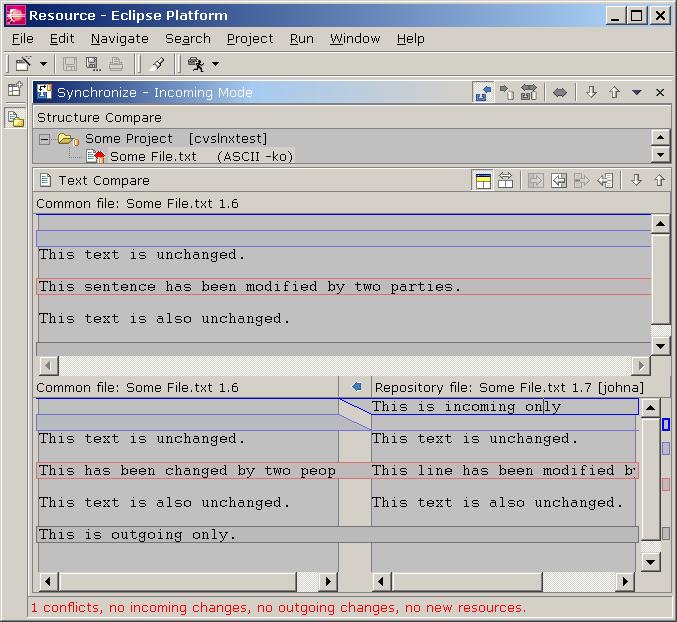 Resource - Eclipse Platform
File Edit Navigate Search Project Run Window Help
Synchronize - Incoming Mode
Structure Compare
Some Project [cvslnxtest]
Some File.txt (ASCII -ko)
Text Compare
Common file: Some File.txt 1.6
This text is unchanged.
This sentence has been modified by two parties.
This text is also unchanged.
Common file: Some File.txt 1.6
Repository file: Some File.txt 1.7 [johna]
This is incoming only
This text is unchanged.
This text is unchanged.
This has been changed by two peop
This line has been modified by
This text is also unchanged.
This text is also unchanged.
This is outgoing only.
1 conflicts, no incoming changes, no outgoing changes, no new resources.